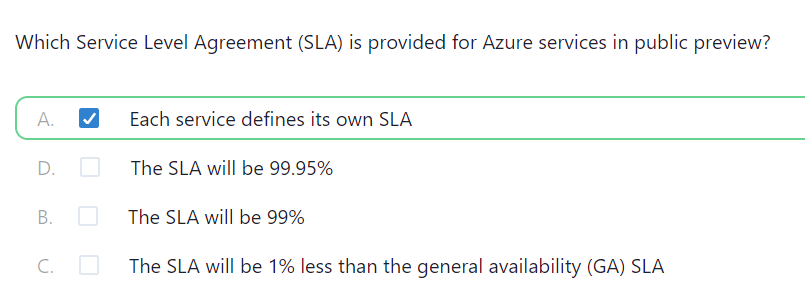 Which Service Level Agreement (SLA) is provided for Azure services in public preview?
A. Each service defines its own SLA
D. The SLA will be 99.95%
B. The SLA will be 99%
C. The SLA will be 1% less than the general availability (GA) SLA